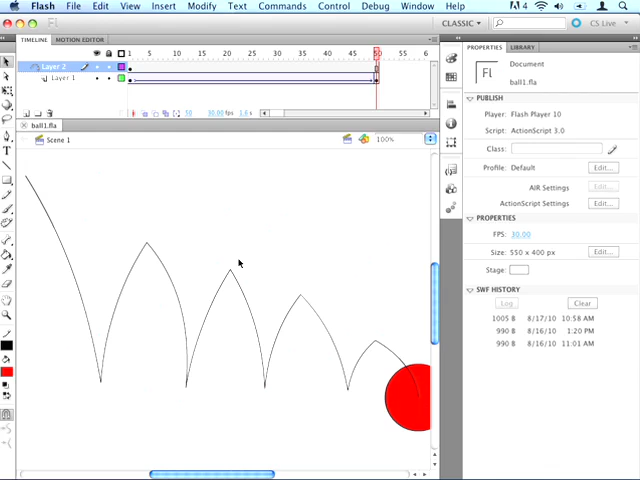 Flash File Edit View Insert Modify Text Commands Control Debug Window Help
CLASSIC CS Live
TIMELINE MOTION EDITOR
1 5 10 15 20 25 30 35 40 45 50 55 6
Layer 2
Layer 1
50 30.00 fps 1.6 s
ball1.fla
Scene 1 100%
PROPERTIES LIBRARY
Document
Fl ball1.fla
PUBLISH
Player: Flash Player 10
Script: ActionScript 3.0
Class:
Profile: Default Edit...
AIR Settings Edit...
ActionScript Settings Edit...
PROPERTIES
FPS: 30.00
Size: 550 x 400 px Edit...
Stage:
SWF HISTORY
Log Clear
1005 B 8/17/10 10:58 AM
990 B 8/16/10 1:20 PM
990 B 8/16/10 11:01 AM